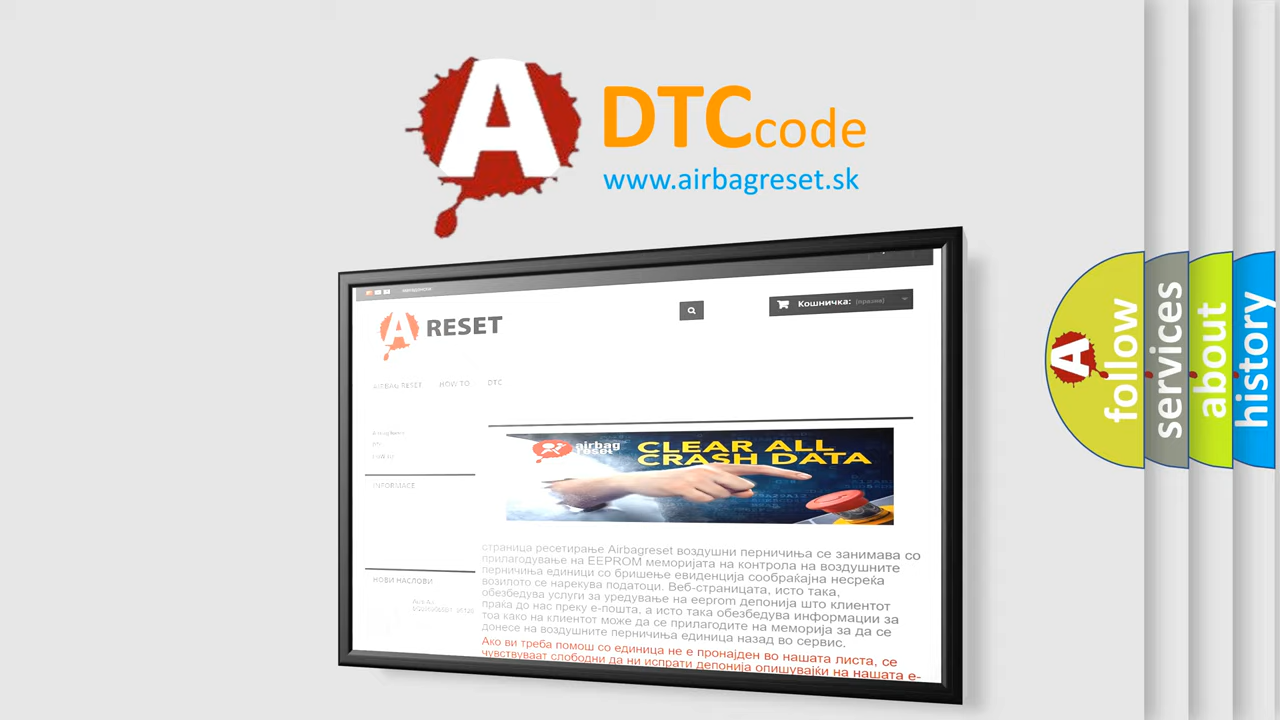 A
DTCcode
www.airbagreset.sk
A RESET
Кошничка: (празна)
AIRBAG RESET HOW TO DTC
INFORMACE
airbag
reset
CLEAR ALL
CRASH DATA
страница ресетирање Airbagreset воздушни перничиња се занимава со
прилагодување на EEPROM меморијата на контрола на воздушните
перничиња единици со бришење евиденција сообраќајна несреќа
возилото се нарекува податоци. Веб-страницата, исто така,
обезбедува услуги за уредување на eeprom депонија што клиентот
праќа до нас преку е-пошта, а исто така обезбедува информации за
тоа како на клиентот може да се прилагодите на меморија за да се
донесе на воздушните перничиња единица назад во сервис.
Ако ви треба помош со единица не е пронајден во нашата листа, се
чувствуваат слободни да ни испрати депонија опишувајќи на нашата е-
НОВИ НАСЛОВИ
A
follow
services
about
history